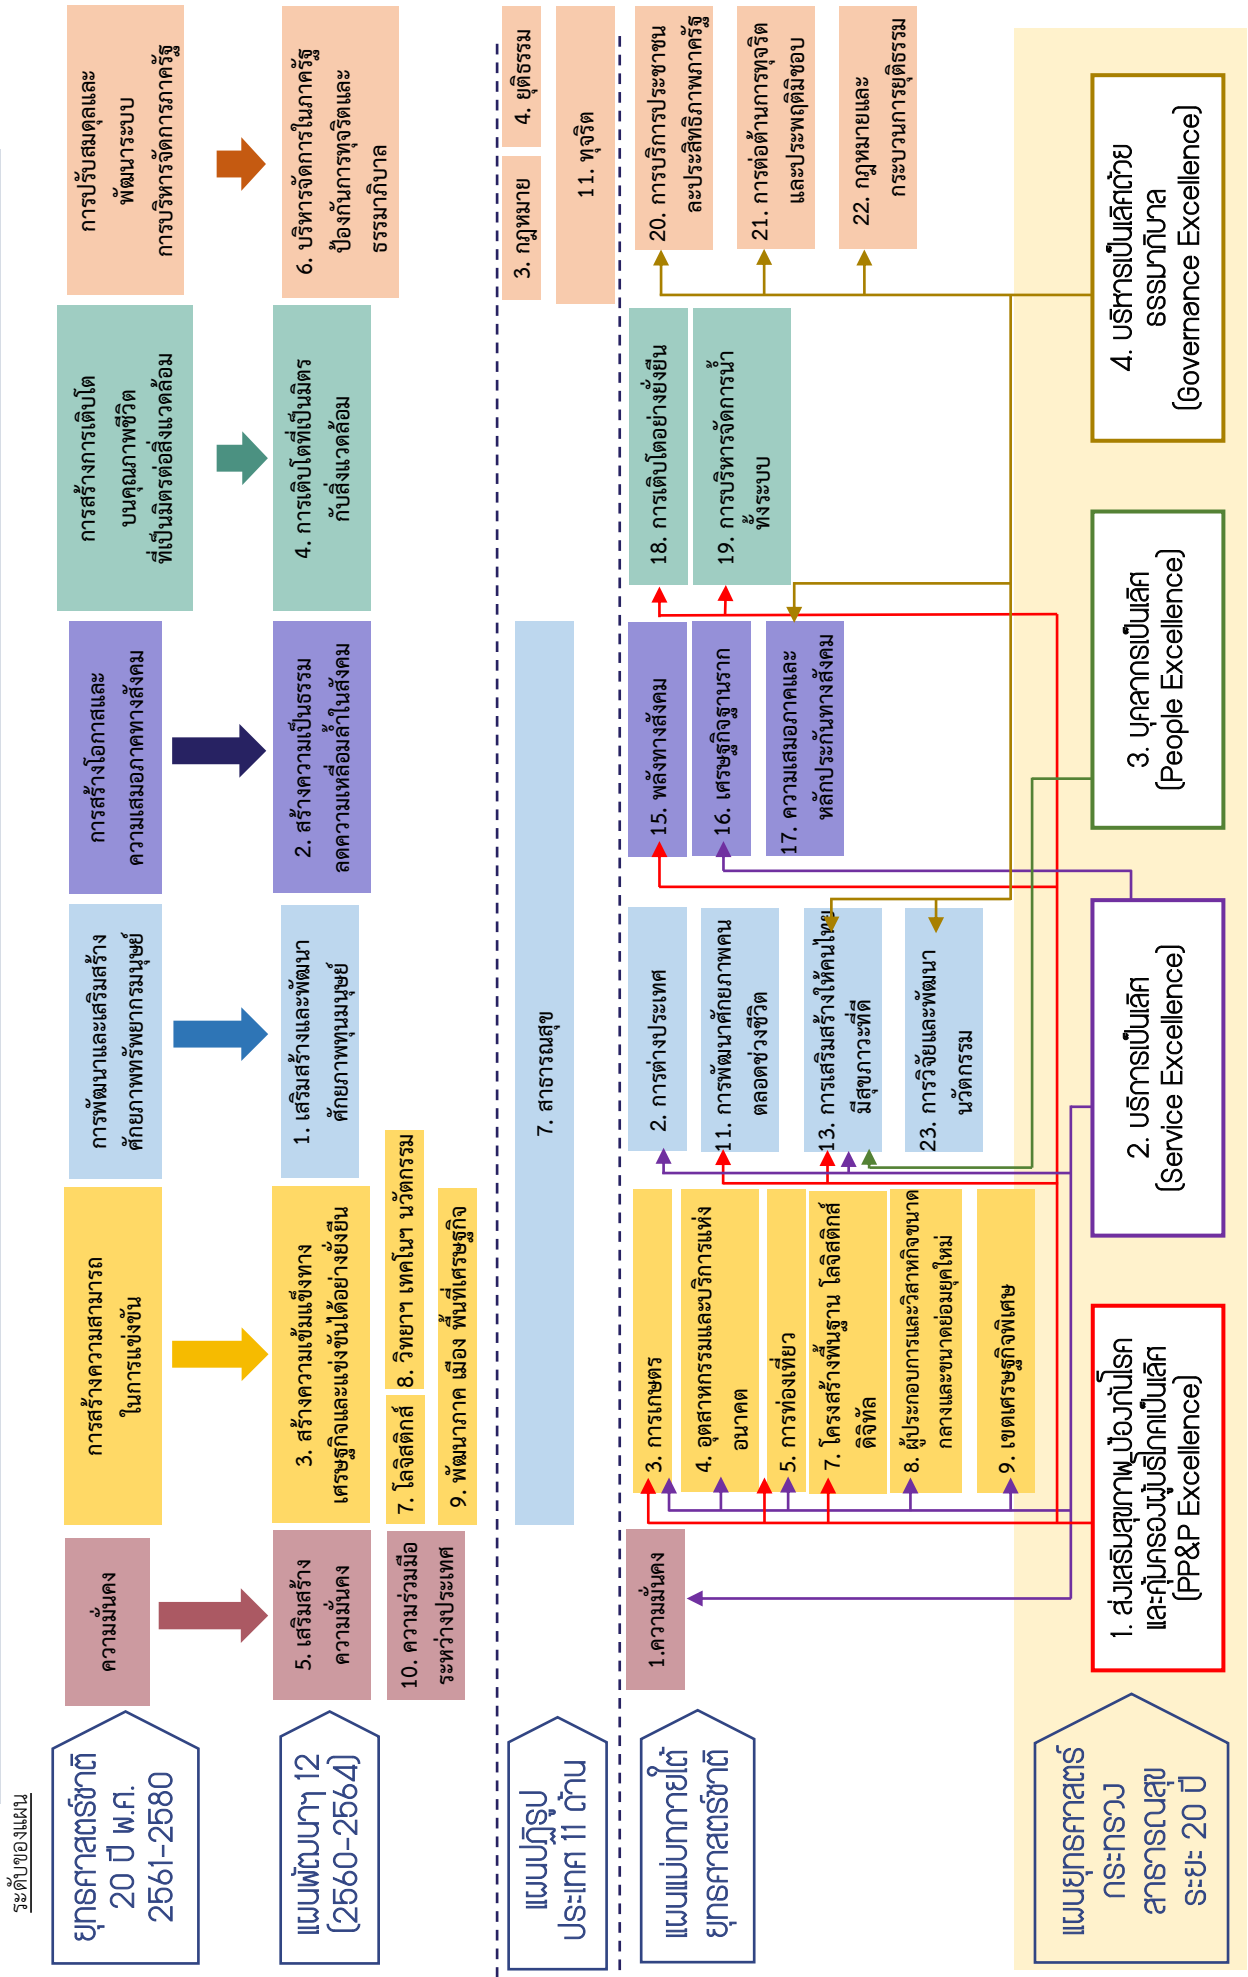 ระดับของแผน
ยุทธศาสตร์ชาติ
20 ปี พ.ศ.
2561-2580
ความมั่นคง
การสร้างความสามารถ
ในการแข่งขัน
การพัฒนาและเสริมสร้าง
ศักยภาพทรัพยากรมนุษย์
การสร้างโอกาสและ
ความเสมอภาคทางสังคม
การสร้างการเติบโต
บนคุณภาพชีวิต
ที่เป็นมิตรต่อสิ่งแวดล้อม
การปรับสมดุลและ
พัฒนาระบบ
การบริหารจัดการภาครัฐ
แผนพัฒนาฯ 12
(2560-2564)
5. เสริมสร้าง
ความมั่นคง
10. ความร่วมมือ
ระหว่างประเทศ
3. สร้างความเข้มแข็งทาง
เศรษฐกิจและแข่งขันได้อย่างยั่งยืน
7. โลจิสติกส์
8. วิทยาฯ เทคโนฯ นวัตกรรม
9. พัฒนาภาค เมือง พื้นที่เศรษฐกิจ
1. เสริมสร้างและพัฒนา
ศักยภาพทุนมนุษย์
2. สร้างความเป็นธรรม
ลดความเหลื่อมล้ำในสังคม
4. การเติบโตที่เป็นมิตร
กับสิ่งแวดล้อม
6. บริหารจัดการในภาครัฐ
ป้องกันการทุจริตและ
ธรรมาภิบาล
แผนปฏิรูป
ประเทศ 11 ด้าน
7. สาธารณสุข
3. กฎหมาย
4. ยุติธรรม
11. ทุจริต
แผนแม่บทภายใต้
ยุทธศาสตร์ชาติ
1.ความมั่นคง
3. การเกษตร
4. อุตสาหกรรมและบริการแห่ง
อนาคต
5. การท่องเที่ยว
7. โครงสร้างพื้นฐาน โลจิสติกส์
ดิจิทัล
8. ผู้ประกอบการและวิสาหกิจขนาด
กลางและขนาดย่อมยุคใหม่
9. เขตเศรษฐกิจพิเศษ
2. การต่างประเทศ
11. การพัฒนาศักยภาพคน
ตลอดช่วงชีวิต
13. การเสริมสร้างให้คนไทย
มีสุขภาวะที่ดี
23. การวิจัยและพัฒนา
นวัตกรรม
15. พลังทางสังคม
16. เศรษฐกิจฐานราก
17. ความเสมอภาคและ
หลักประกันทางสังคม
18. การเติบโตอย่างยั่งยืน
19. การบริหารจัดการน้ำ
ทั้งระบบ
20. การบริการประชาชน
ละประสิทธิภาพภาครัฐ
21. การต่อต้านการทุจริต
และประพฤติมิชอบ
22. กฎหมายและ
กระบวนการยุติธรรม
แผนยุทธศาสตร์
กระทรวง
สาธารณสุข
ระยะ 20 ปี
1. ส่งเสริมสุขภาพ ป้องกันโรค
และคุ้มครองผู้บริโภคเป็นเลิศ
(PP&P Excellence)
2. บริการเป็นเลิศ
(Service Excellence)
3. บุคลากรเป็นเลิศ
(People Excellence)
4. บริหารเป็นเลิศด้วย
ธรรมาภิบาล
(Governance Excellence)